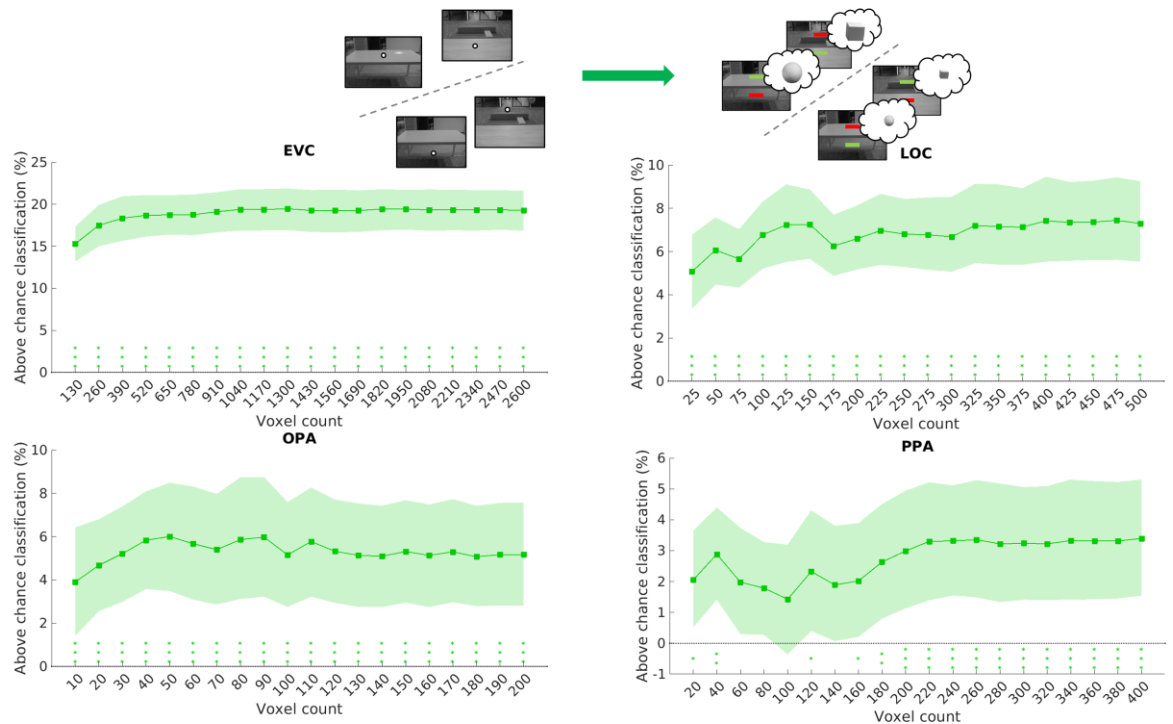 EVC
Above chance classification (%)
25
20
15
10
5
0
130 260 390 520 650 780 910 1040 1170 1300 1430 1560 1690 1820 1950 2080 2210 2340 2470 2600
Voxel count
LOC
Above chance classification (%)
10
8
6
4
2
0
25 50 75 100 125 150 175 200 225 250 275 300 325 350 375 400 425 450 475 500
Voxel count
OPA
Above chance classification (%)
10
8
6
4
2
0
10 20 30 40 50 60 70 80 90 100 110 120 130 140 150 160 170 180 190 200
Voxel count
PPA
Above chance classification (%)
6
5
4
3
2
1
0
-1
20 40 60 80 100 120 140 160 180 200 220 240 260 280 300 320 340 360 380 400
Voxel count